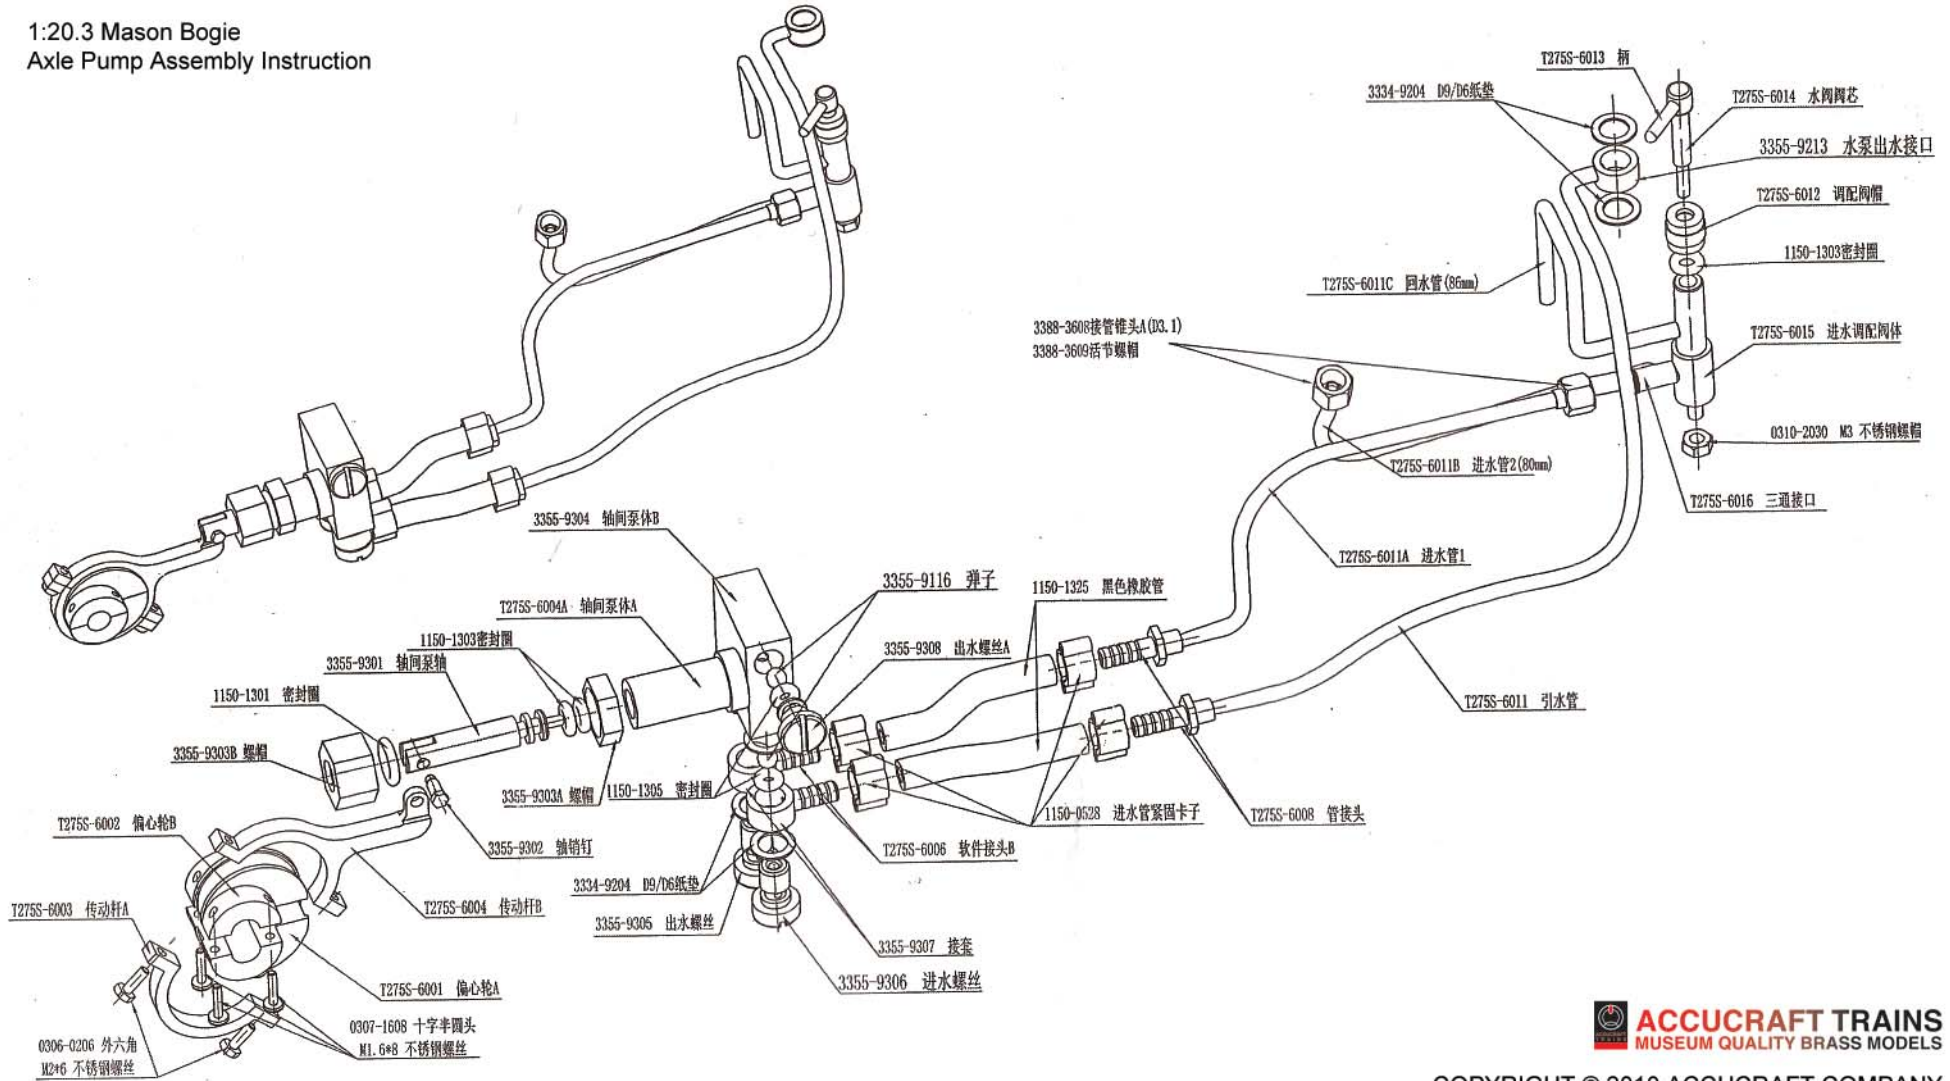 1:20.3 Mason Bogie
Axle Pump Assembly Instruction
T275S-6013 柄
3334-9204 D9/D6纸垫
T275S-6014 水阀阀芯
3355-9213 水泵出水接口
T275S-6012 调配阀帽
1150-1303密封圈
T275S-6011C 回水管(86mm)
3388-3608接管锥头A(D3.1)
3388-3609活节螺帽
T275S-6015 进水调配阀体
0310-2030 M3 不锈钢螺帽
T275S-6011B 进水管2(80mm)
T275S-6016 三通接口
3355-9304 轴间泵体B
T275S-6011A 进水管1
3355-9116 弹子
1150-1325 黑色橡胶管
T275S-6004A 轴间泵体A
1150-1303密封圈
3355-9308 出水螺丝A
3355-9301 轴间泵轴
1150-1301 密封圈
T275S-6011 引水管
3355-9303B 螺帽
3355-9303A 螺帽
1150-1305 密封圈
1150-0528 进水管紧固卡子
T275S-6008 管接头
T275S-6002 偏心轮B
3355-9302 轴销钉
T275S-6006 软件接头B
3334-9204 D9/D6纸垫
T275S-6003 传动杆A
T275S-6004 传动杆B
3355-9305 出水螺丝
3355-9307 接套
3355-9306 进水螺丝
T275S-6001 偏心轮A
0307-1608 十字半圆头
M1.6*8 不锈钢螺丝
0306-0206 外六角
M2*6 不锈钢螺丝
ACCUCRAFT TRAINS
MUSEUM QUALITY BRASS MODELS
COPYRIGHT © 2010 ACCUCRAFT COMPANY